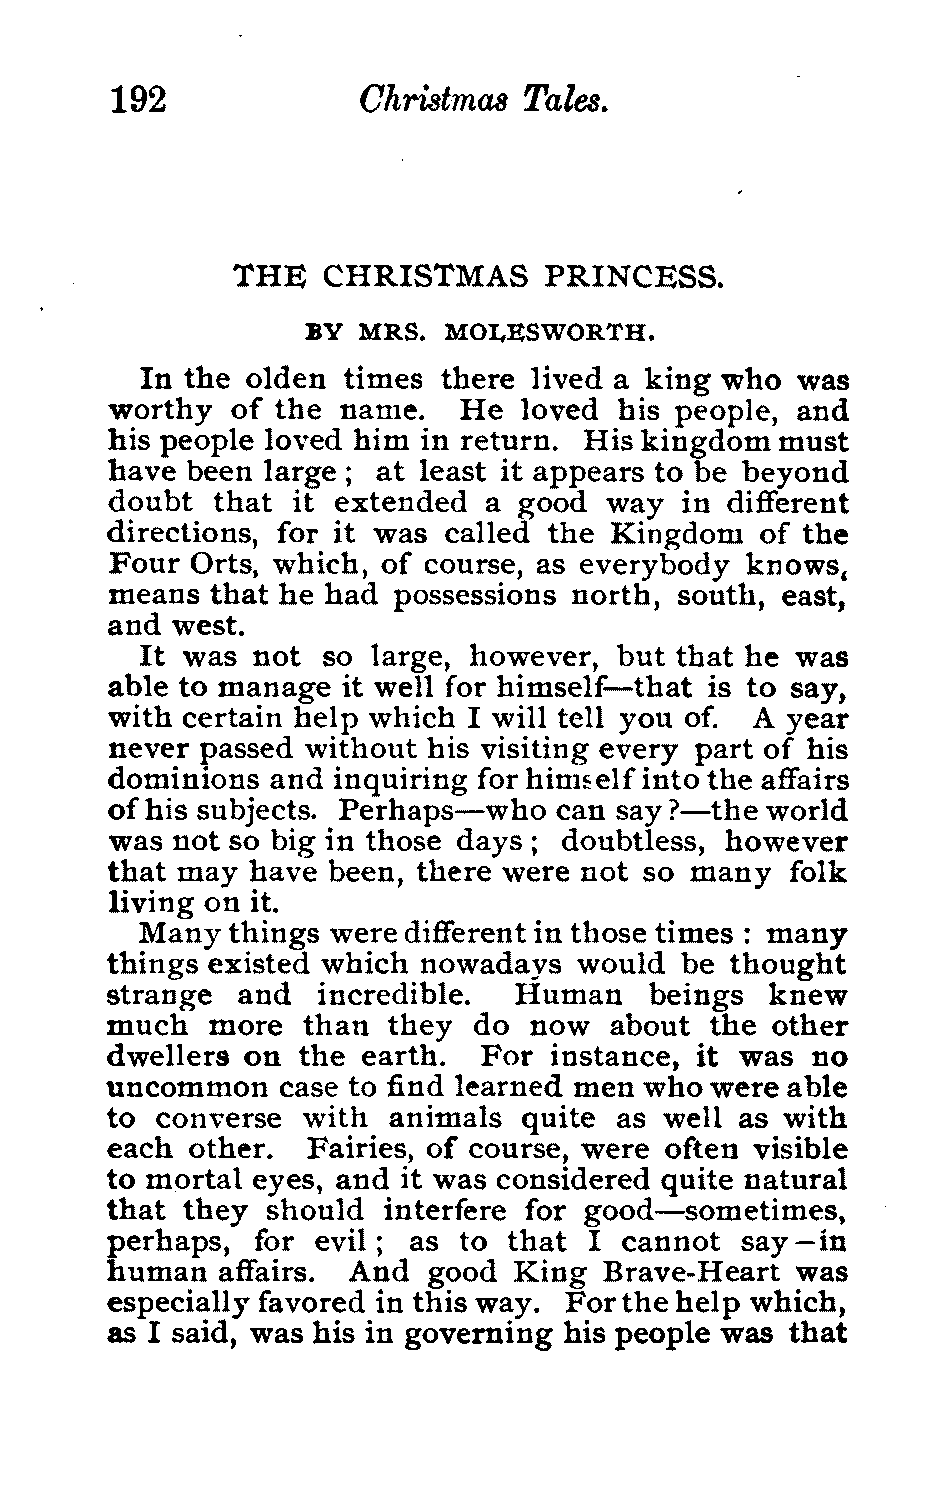 192 Christmas Tales.
THE CHRISTMAS PRINCESS.
BY MRS. MOLESWORTH.
In the olden times there lived a king who was
worthy of the name. He loved his people, and
his people loved him in return. His kingdom must
have been large; at least it appears to be beyond
doubt that it extended a good way in different
directions, for it was called the Kingdom of the
Four Orts, which, of course, as everybody knows,
means that he had possessions north, south, east,
and west.
It was not so large, however, but that he was
able to manage it well for himself—that is to say,
with certain help which I will tell you of. A year
never passed without his visiting every part of his
dominions and inquiring for himself into the affairs
of his subjects. Perhaps—who can say?—the world
was not so big in those days; doubtless, however
that may have been, there were not so many folk
living on it.
Many things were different in those times: many
things existed which nowadays would be thought
strange and incredible. Human beings knew
much more than they do now about the other
dwellers on the earth. For instance, it was no
uncommon case to find learned men who were able
to converse with animals quite as well as with
each other. Fairies, of course, were often visible
to mortal eyes, and it was considered quite natural
that they should interfere for good—sometimes,
perhaps, for evil; as to that I cannot say—in
human affairs. And good King Brave-Heart was
especially favored in this way. For the help which,
as I said, was his in governing his people was that